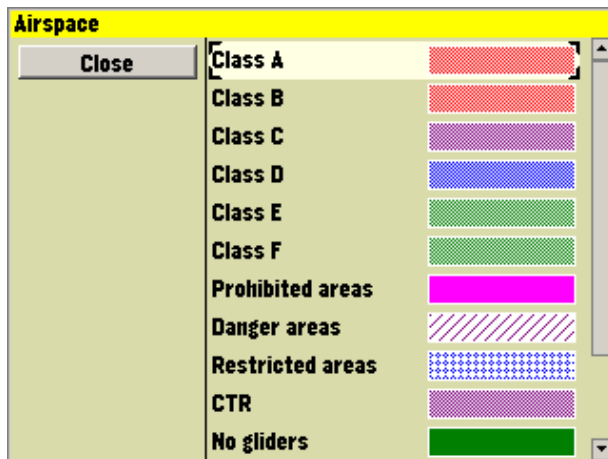 Airspace
Close
Class A
Class B
Class C
Class D
Class E
Class F
Prohibited areas
Danger areas
Restricted areas
CTR
No gliders